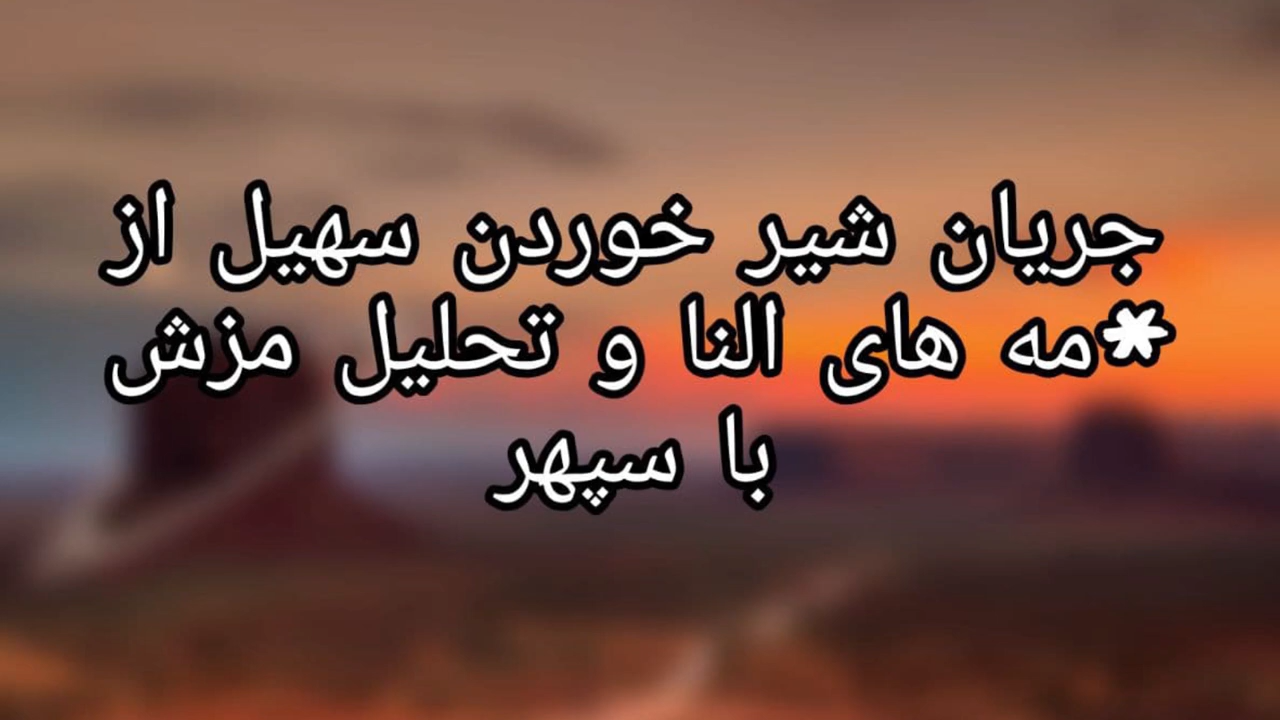 جریان شیر خوردن سهیل از
*مه های النا و تحلیل مزش
با سپهر